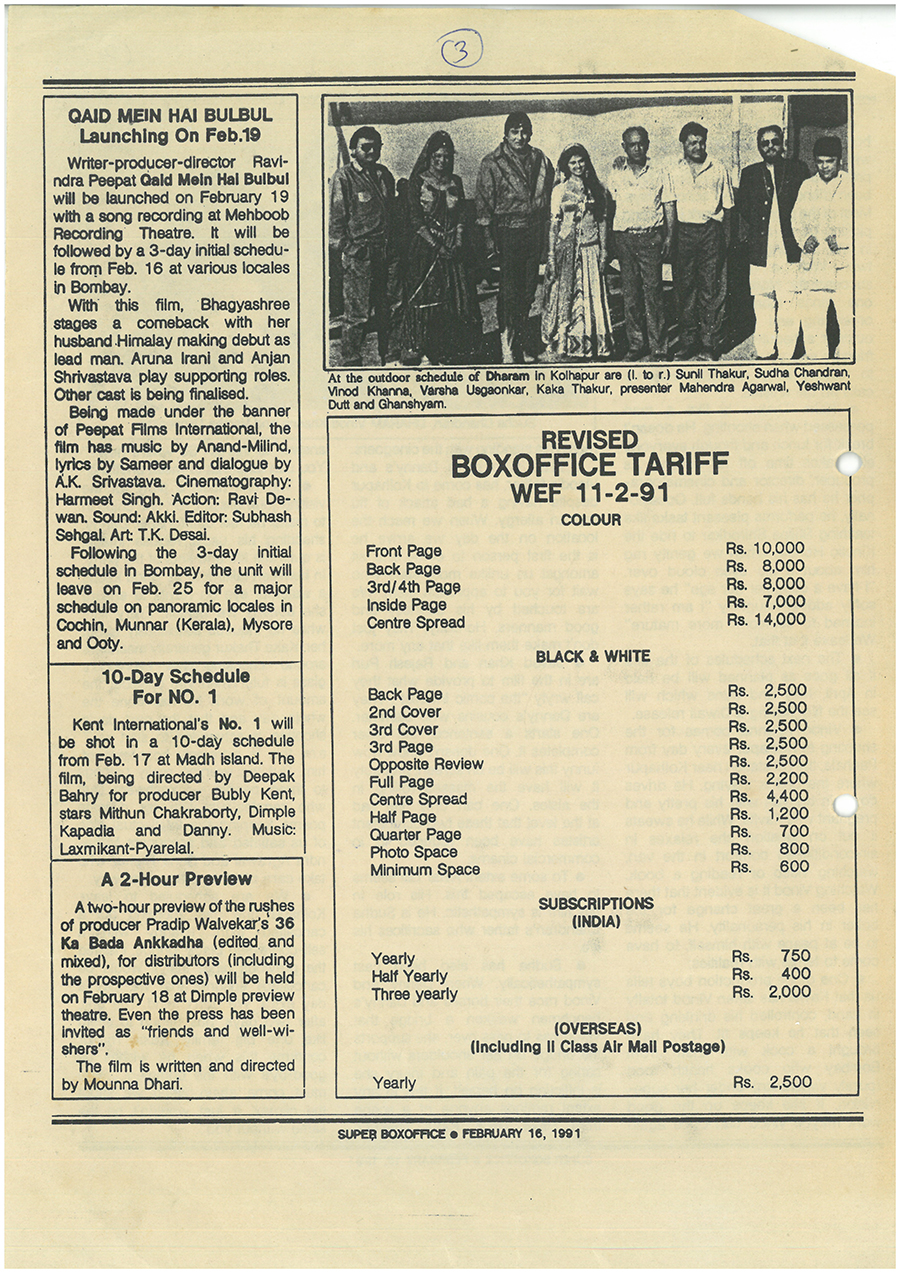 3
QAID MEIN HAI BULBUL
Launching On Feb.19
Writer-producer-director Ravi-
ndra Peepat Qaid Mein Hai Bulbul
will be launched on February 19
with a song recording at Mehboob
Recording Theatre. It will be
followed by a 3-day initial schedu-
le from Feb. 16 at various locales
in Bombay.
With this film, Bhagyashree
stages a comeback with her
husband Himalay making debut as
lead man. Aruna Irani and Anjan
Shrivastava play supporting roles.
Other cast is being finalised.
Being made under the banner
of Peepat Films International, the
film has music by Anand-Milind,
lyrics by Sameer and dialogue by
A.K. Srivastava. Cinematography:
Harmeet Singh. Action: Ravi De-
wan. Sound: Akki. Editor: Subhash
Sehgal. Art: T.K. Desai.
Following the 3-day initial
schedule in Bombay, the unit will
leave on Feb. 25 for a major
schedule on panoramic locales in
Cochin, Munnar (Kerala), Mysore
and Ooty.
10-Day Schedule
For NO. 1
Kent International's No. 1 will
be shot in a 10-day schedule
from Feb. 17 at Madh island. The
film, being directed by Deepak
Bahry for producer Bubly Kent,
stars Mithun Chakraborty, Dimple
Kapadia and Danny. Music:
Laxmikant-Pyarelal.
A 2-Hour Preview
A two-hour preview of the rushes
of producer Pradip Walvekar's 36
Ka Bada Ankkadha (edited and
mixed), for distributors (including
the prospective ones) will be held
on February 18 at Dimple preview
theatre. Even the press has been
invited as "friends and well-wi-
shers".
The film is written and directed
by Mounna Dhari.
At the outdoor schedule of Dharam in Kolhapur are (l. to r.) Sunil Thakur, Sudha Chandran,
Vinod Khanna, Varsha Usgaonkar, Kaka Thakur, presenter Mahendra Agarwal, Yeshwant
Dutt and Ghanshyam.
REVISED
BOXOFFICE TARIFF
WEF 11-2-91
COLOUR
Front Page Rs. 10,000
Back Page Rs. 8,000
3rd/4th Page Rs. 8,000
Inside Page Rs. 7,000
Centre Spread Rs. 14,000
BLACK & WHITE
Back Page Rs. 2,500
2nd Cover Rs. 2,500
3rd Cover Rs. 2,500
3rd Page Rs. 2,500
Opposite Review Rs. 2,500
Full Page Rs. 2,200
Centre Spread Rs. 4,400
Half Page Rs. 1,200
Quarter Page Rs. 700
Photo Space Rs. 800
Minimum Space Rs. 600
SUBSCRIPTIONS
(INDIA)
Yearly Rs. 750
Half Yearly Rs. 400
Three yearly Rs. 2,000
(OVERSEAS)
(Including II Class Air Mail Postage)
Yearly Rs. 2,500
SUPER BOXOFFICE ● FEBRUARY 16, 1991